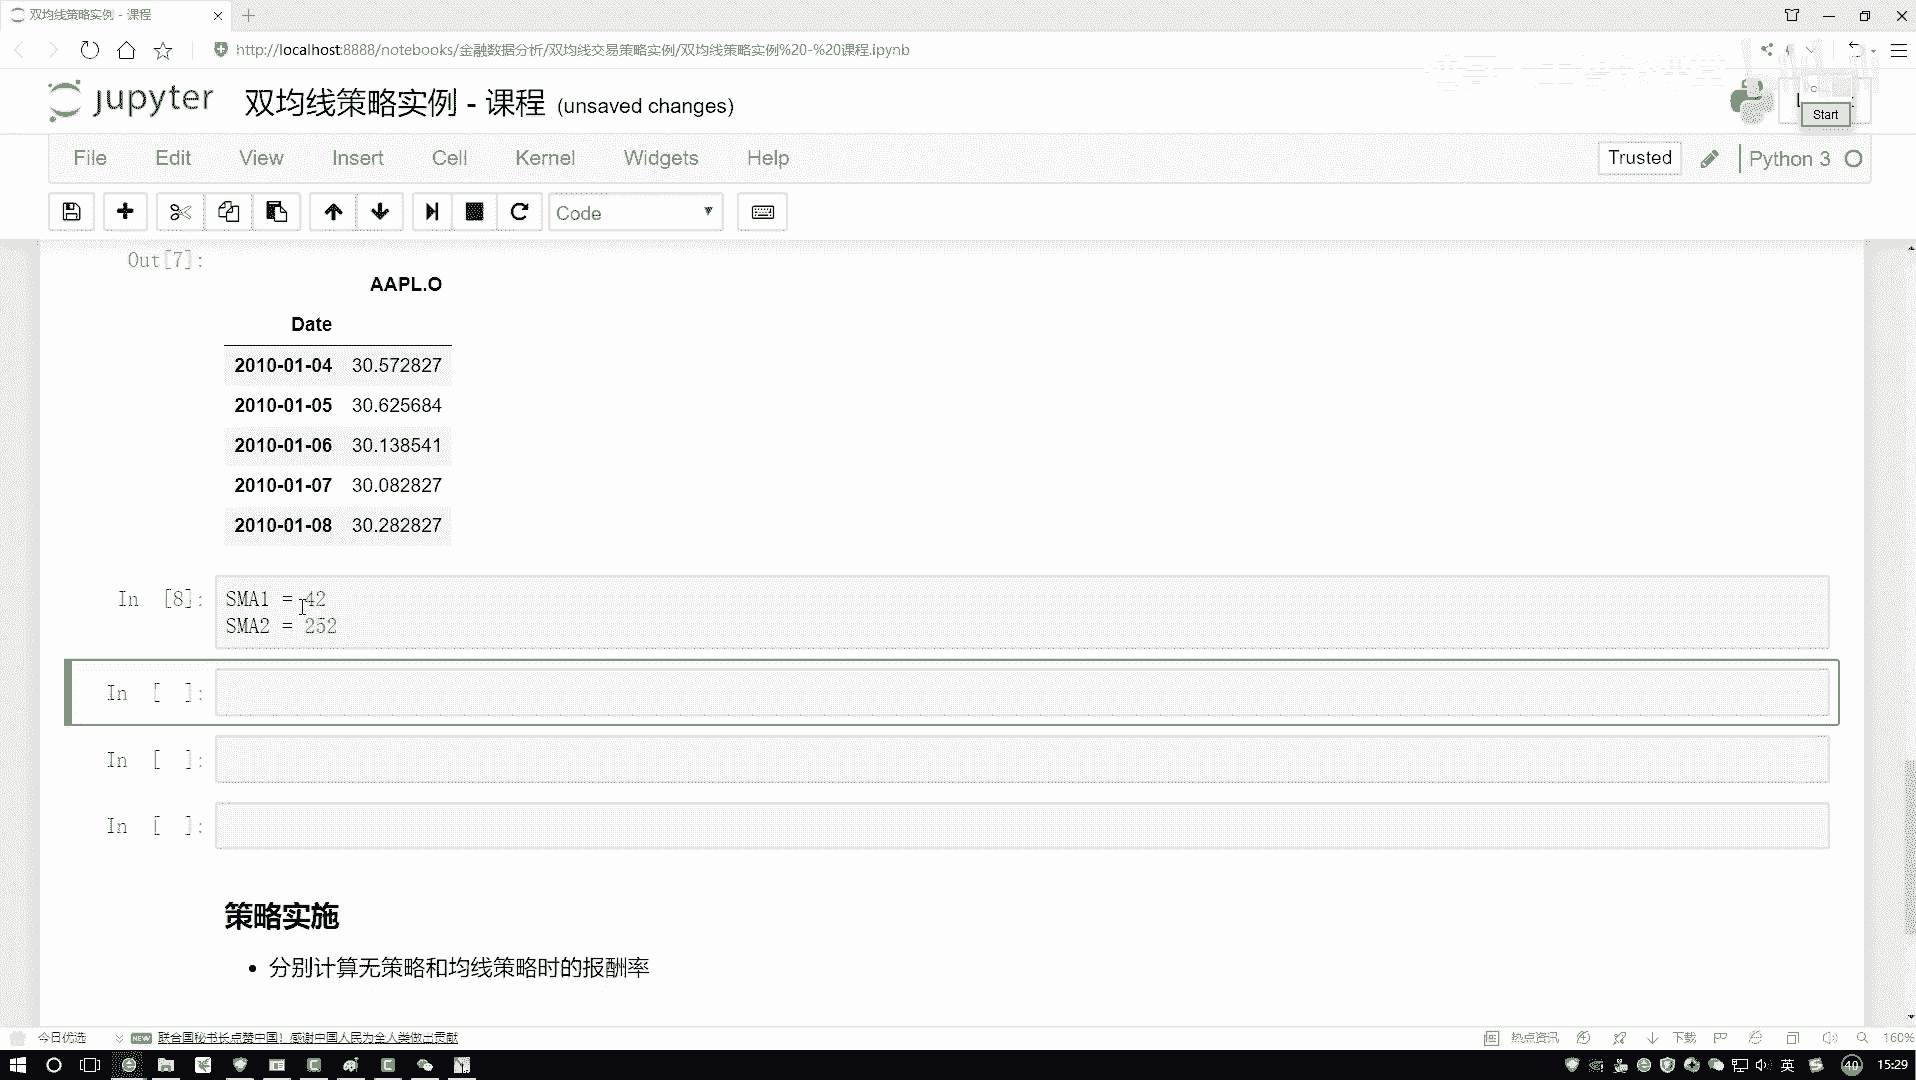 双均线策略实例 - 课程
http://localhost:8888/notebooks/金融数据分析/双均线交易策略实例/双均线策略实例%20-%20课程.ipynb
jupyter 双均线策略实例 - 课程 (unsaved changes)
Start
File Edit View Insert Cell Kernel Widgets Help
Trusted Python 3
Code
Out[7]:
AAPL.O
Date
2010-01-04 30.572827
2010-01-05 30.625684
2010-01-06 30.138541
2010-01-07 30.082827
2010-01-08 30.282827
In [8]: SMA1 = 42
SMA2 = 252
In [ ]:
In [ ]:
In [ ]:
策略实施
• 分别计算无策略和均线策略时的报酬率
今日优选 NEW 联合国秘书长点赞中国！感谢中国人民为全人类做出贡献 热点资讯 下载 160%
英 40 15:29